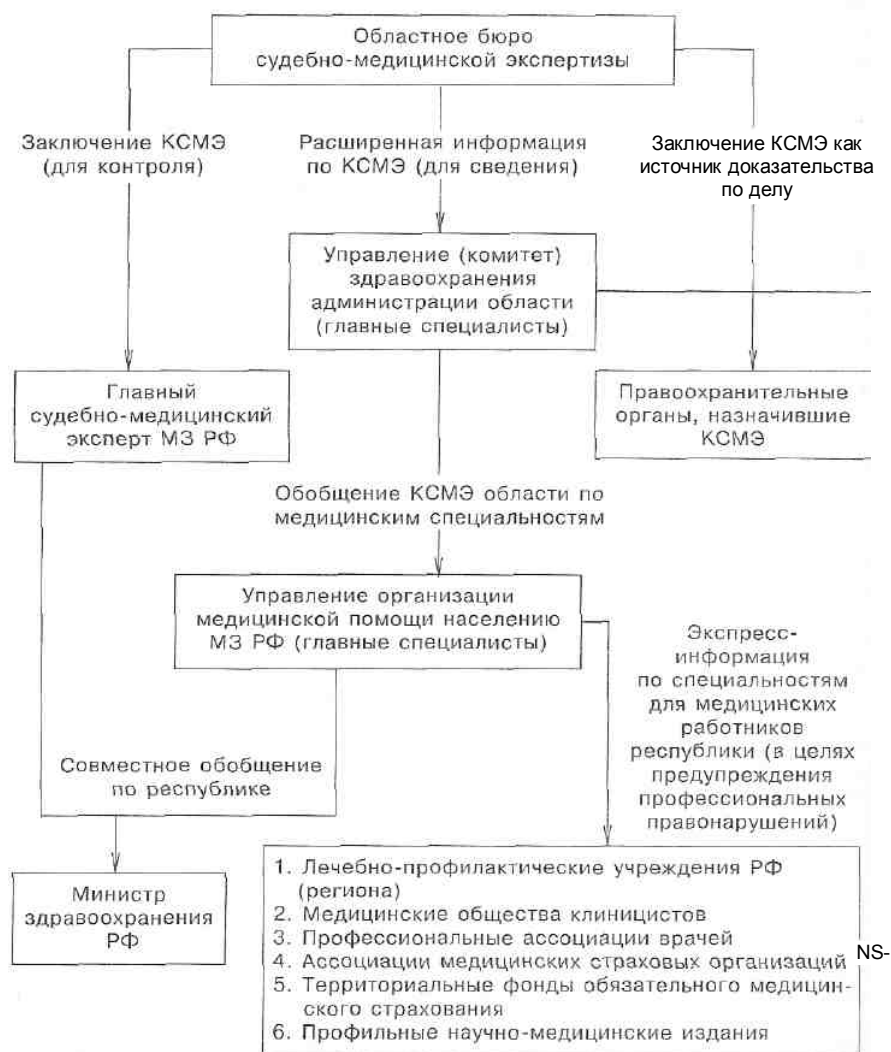 Областное бюро
судебно-медицинской экспертизы
Заключение КСМЭ
(для контроля)
Расширенная информация
по КСМЭ (для сведения)
Заключение КСМЭ как
источник доказательства
по делу
Управление (комитет)
здравоохранения
администрации области
(главные специалисты)
Главный
судебно-медицинский
эксперт МЗ РФ
Правоохранительные
органы, назначившие
КСМЭ
Обобщение КСМЭ области по
медицинским специальностям
Управление организации
медицинской помощи населению
МЗ РФ (главные специалисты)
Экспресс-
информация
по специальностям
для медицинских
работников
республики (в целях
предупреждения
профессиональных
правонарушений)
Совместное обобщение
по республике
Министр
здравоохранения
РФ
1. Лечебно-профилактические учреждения РФ
(региона)
2. Медицинские общества клиницистов
3. Профессиональные ассоциации врачей
4. Ассоциации медицинских страховых организаций
5. Территориальные фонды обязательного медицин-
ского страхования
6. Профильные научно-медицинские издания
NS-